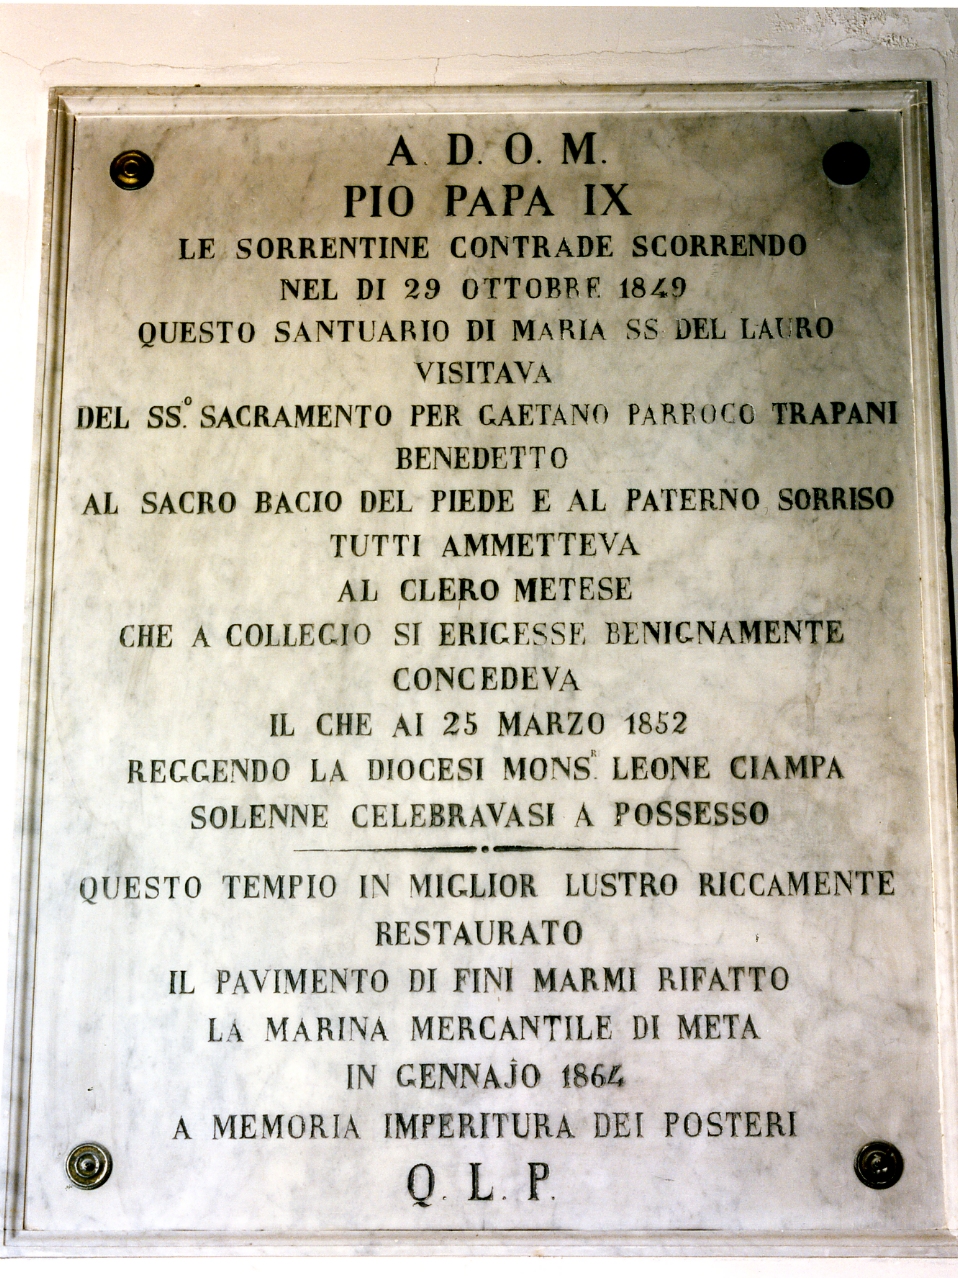 A. D. O. M.
PIO PAPA IX
LE SORRENTINE CONTRADE SCORRENDO
NEL DI 29 OTTOBRE 1849
QUESTO SANTUARIO DI MARIA SS DEL LAURO
VISITAVA
DEL SS.º SACRAMENTO PER GAETANO PARROCO TRAPANI
BENEDETTO
AL SACRO BACIO DEL PIEDE E AL PATERNO SORRISO
TUTTI AMMETTEVA
AL CLERO METESE
CHE A COLLEGIO SI ERIGESSE BENIGNAMENTE
CONCEDEVA
IL CHE AI 25 MARZO 1852
REGGENDO LA DIOCESI MONS.R LEONE CIAMPA
SOLENNE CELEBRAVASI A POSSESSO
QUESTO TEMPIO IN MIGLIOR LUSTRO RICCAMENTE
RESTAURATO
IL PAVIMENTO DI FINI MARMI RIFATTO
LA MARINA MERCANTILE DI META
IN GENNAJO 1864
A MEMORIA IMPERITURA DEI POSTERI
Q. L. P.